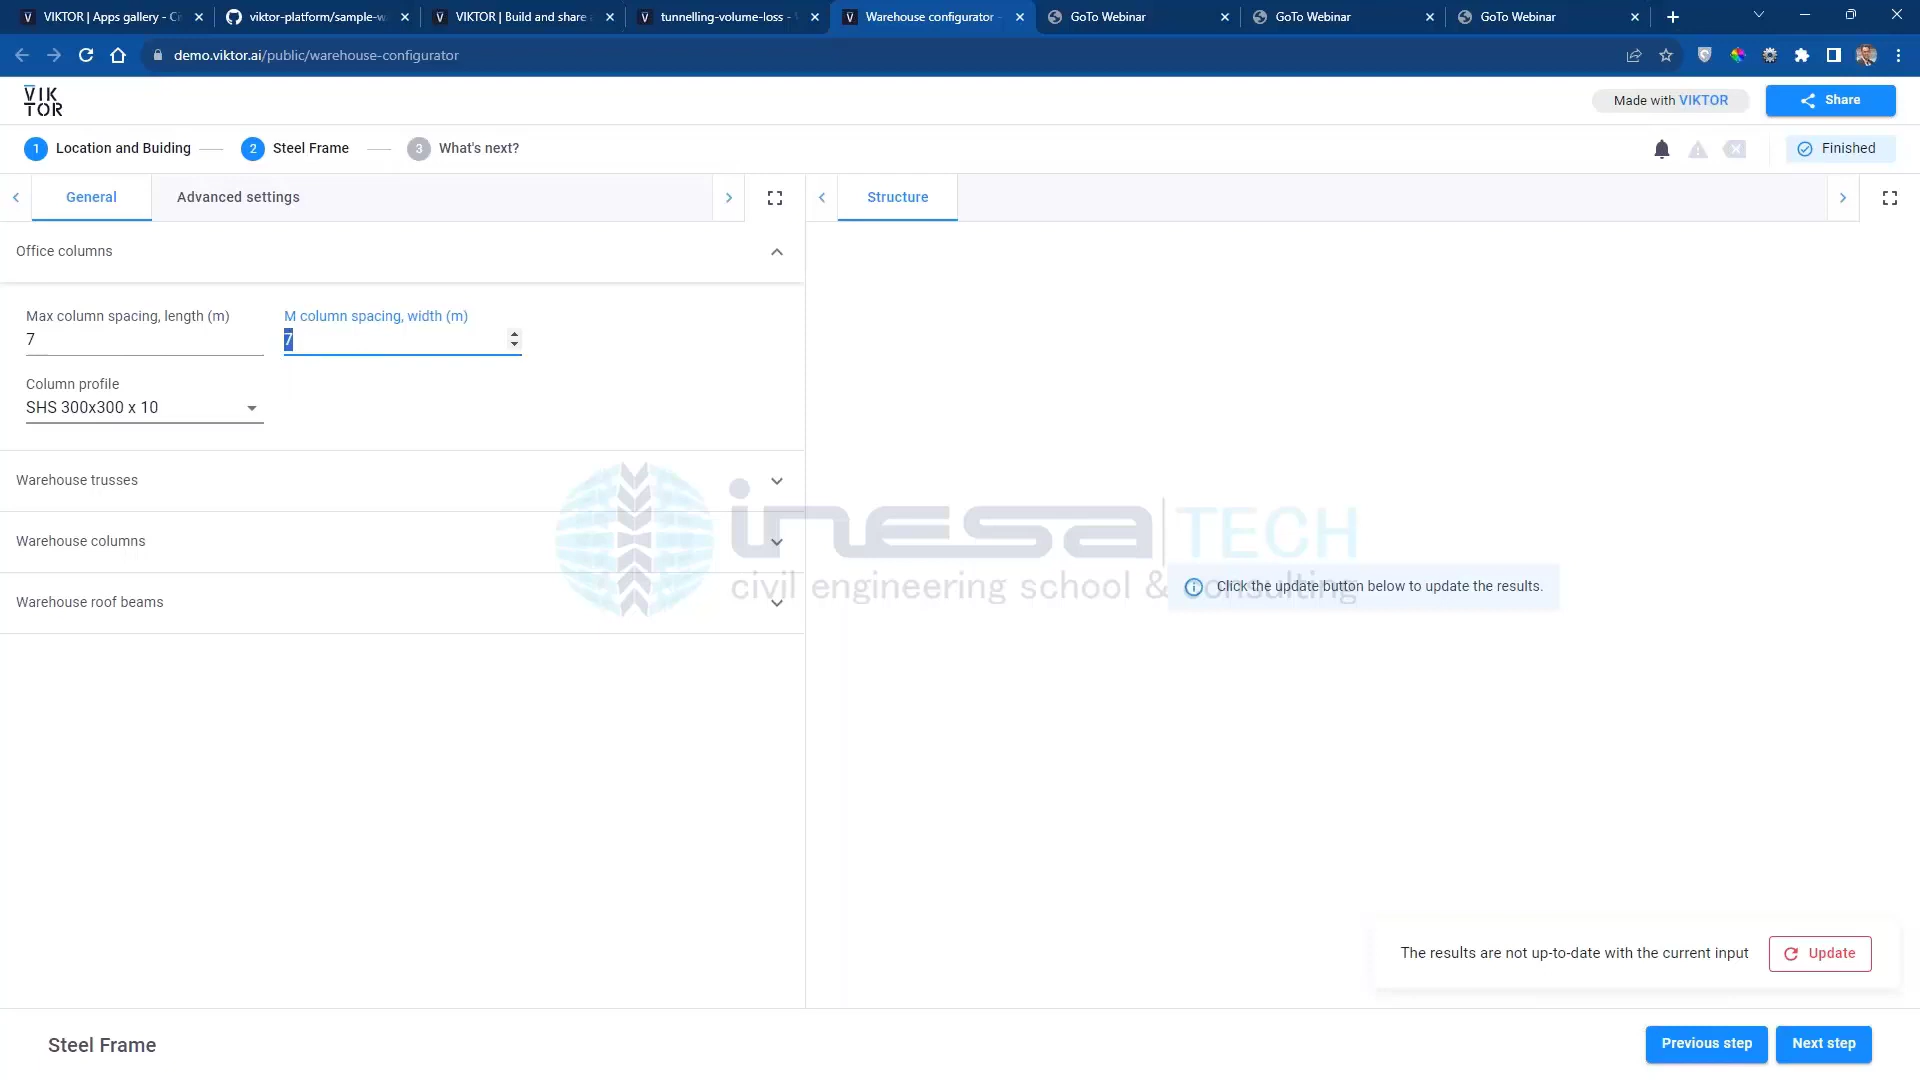 VIKTOR | Apps gallery - Ci
viktor-platform/sample-w
VIKTOR | Build and share a
tunnelling-volume-loss -
Warehouse configurator -
GoTo Webinar
GoTo Webinar
GoTo Webinar
demo.viktor.ai/public/warehouse-configurator
VIK
TOR
Made with VIKTOR
Share
1 Location and Buiding
2 Steel Frame
3 What's next?
Finished
General
Advanced settings
Structure
Office columns
Max column spacing, length (m)
M column spacing, width (m)
7
7
Column profile
SHS 300x300 x 10
Warehouse trusses
Warehouse columns
Warehouse roof beams
inesa TECH
civil engineering school & consulting
Click the update button below to update the results.
The results are not up-to-date with the current input
Update
Steel Frame
Previous step
Next step